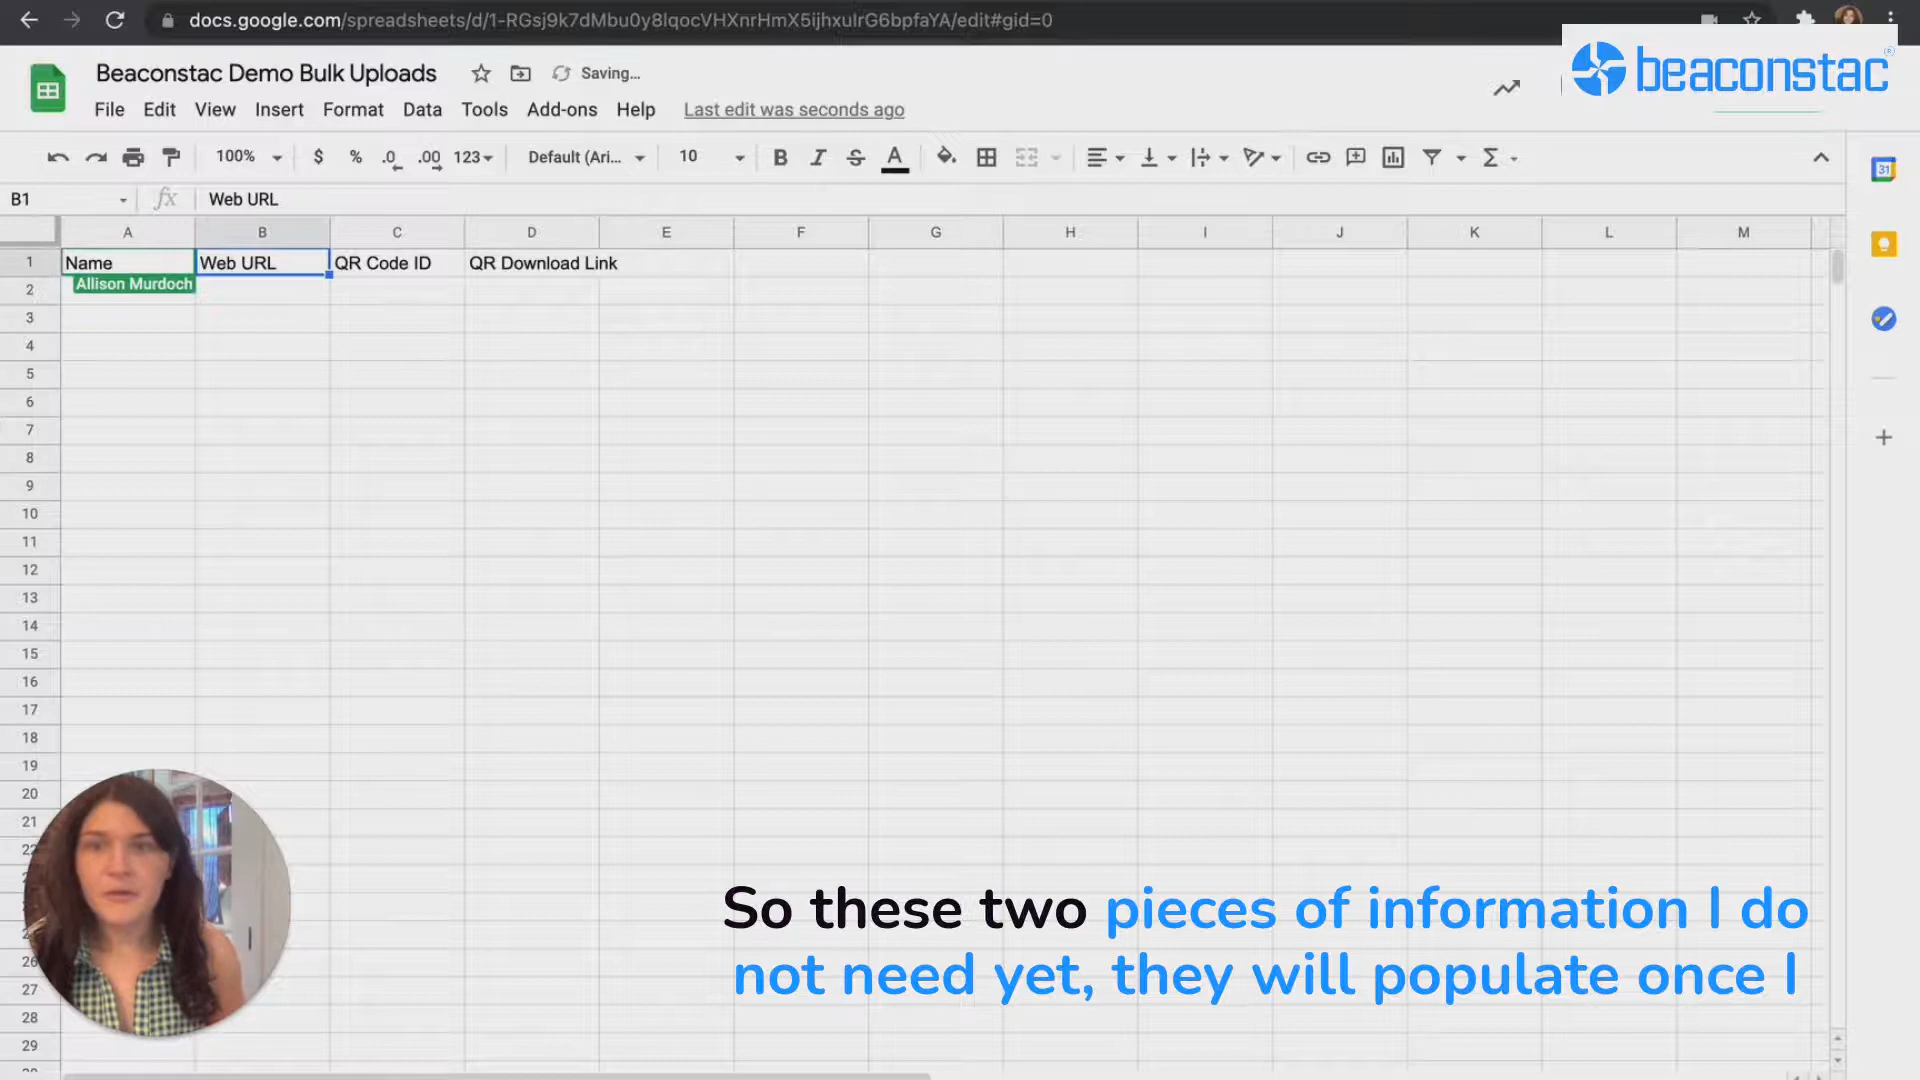 docs.google.com/spreadsheets/d/1-RGsj9k7dMbu0y8lqocVHXnrHmX5ijhxulrG6bpfaYA/edit#gid=0
beaconstac®
Beaconstac Demo Bulk Uploads Saving...
File Edit View Insert Format Data Tools Add-ons Help Last edit was seconds ago
100% $ % .0 .00 123 Default (Ari... 10 B I S A Σ
31
B1 fx Web URL
A B C D E F G H I J K L M
1 Name Web URL QR Code ID QR Download Link
Allison Murdoch
2
3
4
5
6
7
8
9
10
11
12
13
14
15
16
17
18
19
20
21
22
26
27
28
29
So these two pieces of information I do
not need yet, they will populate once I